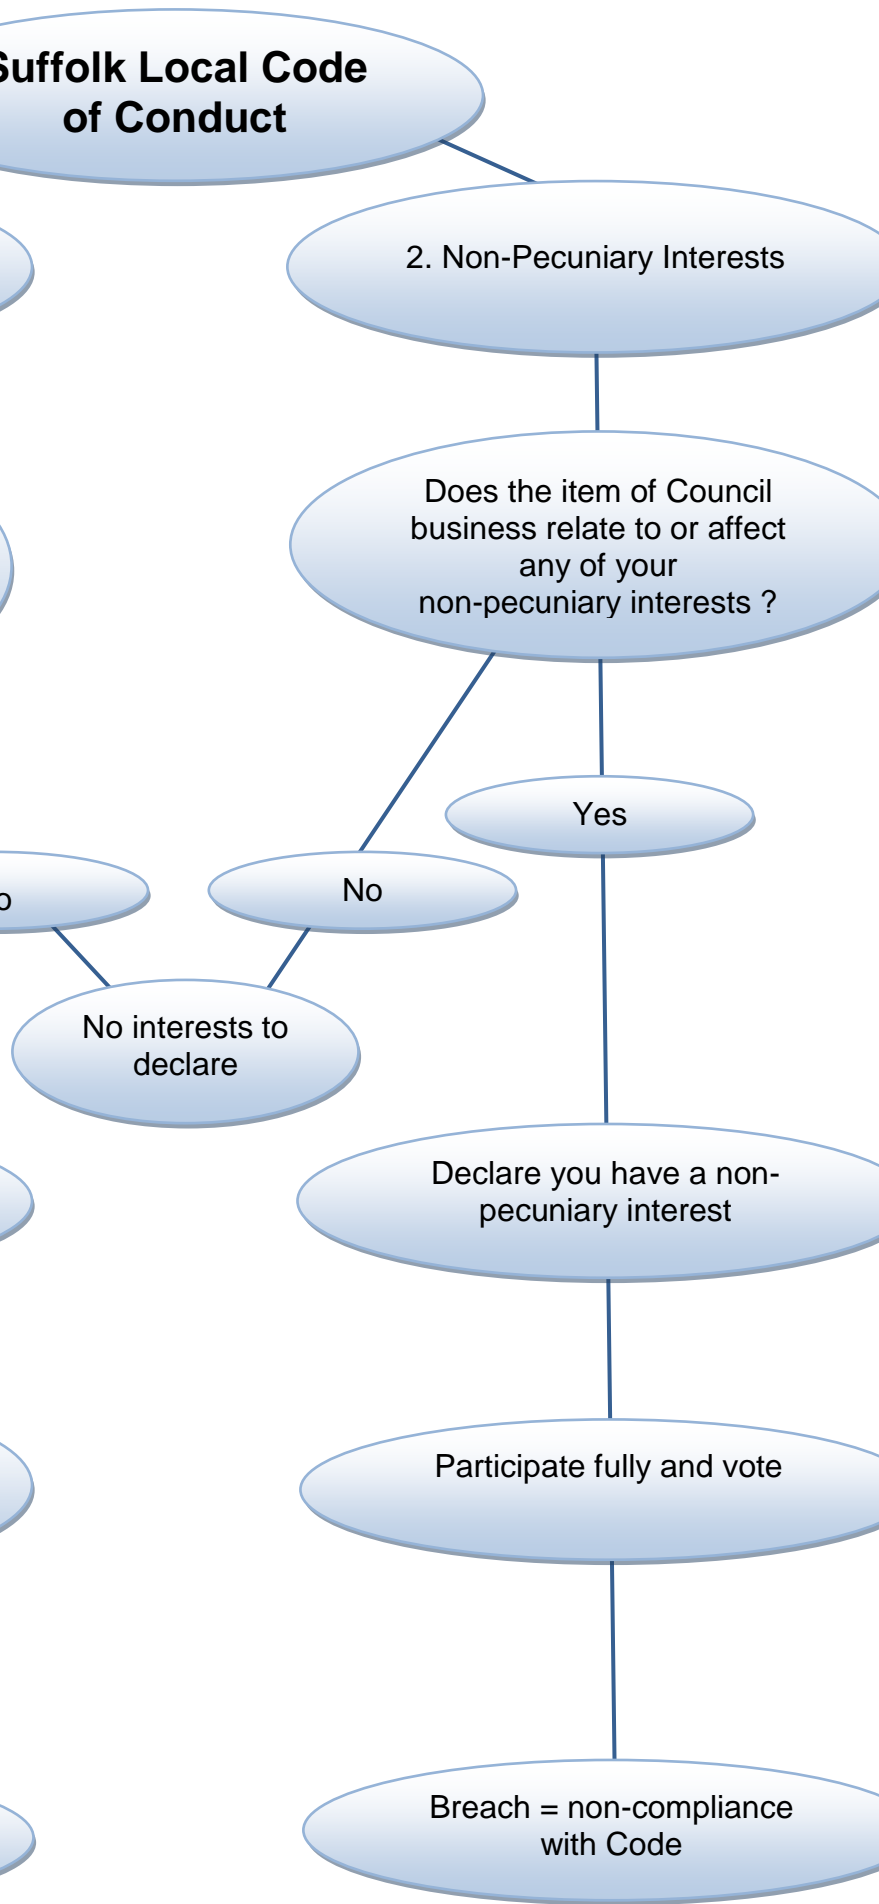 Suffolk Local Code
of Conduct
2. Non-Pecuniary Interests
Does the item of Council
business relate to or affect
any of your
non-pecuniary interests ?
Yes
No
No interests to
declare
Declare you have a non-
pecuniary interest
Participate fully and vote
Breach = non-compliance
with Code